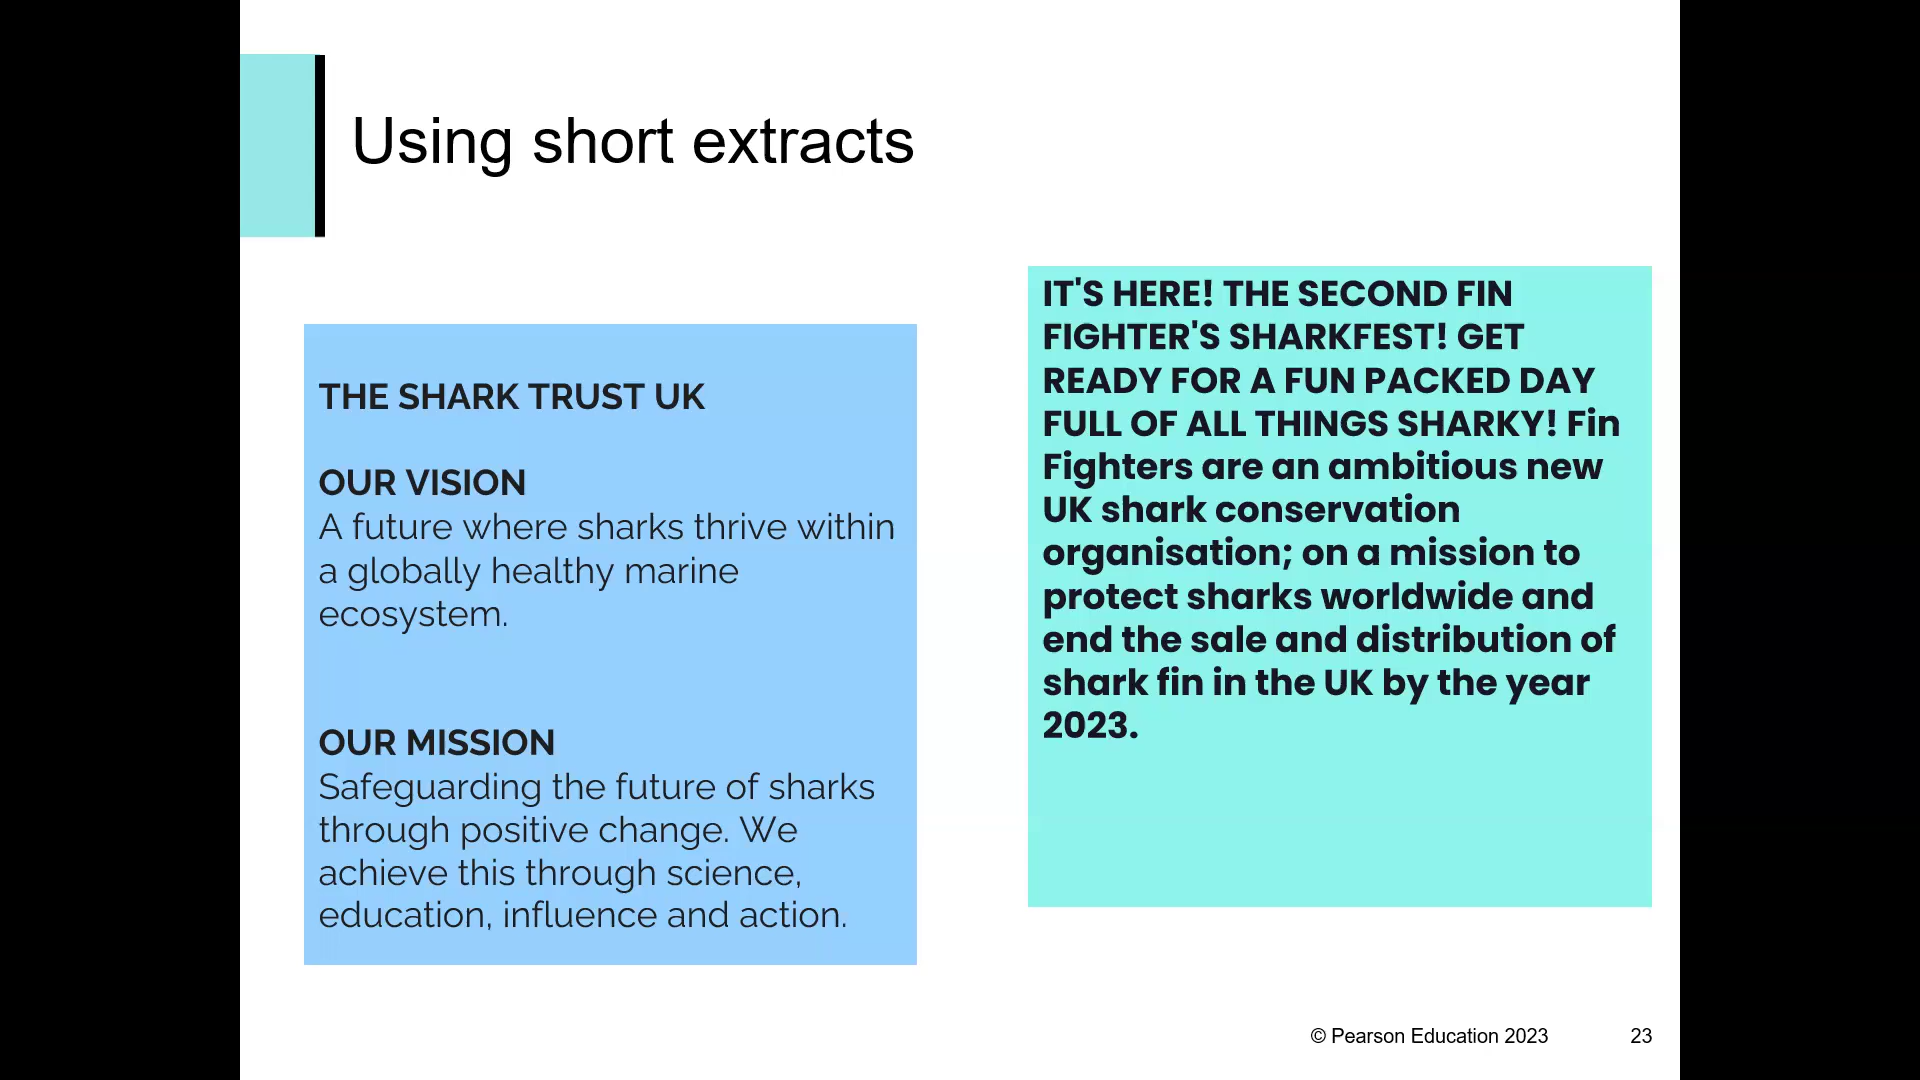 Using short extracts
THE SHARK TRUST UK
OUR VISION
A future where sharks thrive within
a globally healthy marine
ecosystem.
OUR MISSION
Safeguarding the future of sharks
through positive change. We
achieve this through science,
education, influence and action.
IT'S HERE! THE SECOND FIN
FIGHTER'S SHARKFEST! GET
READY FOR A FUN PACKED DAY
FULL OF ALL THINGS SHARKY! Fin
Fighters are an ambitious new
UK shark conservation
organisation; on a mission to
protect sharks worldwide and
end the sale and distribution of
shark fin in the UK by the year
2023.
© Pearson Education 2023
23